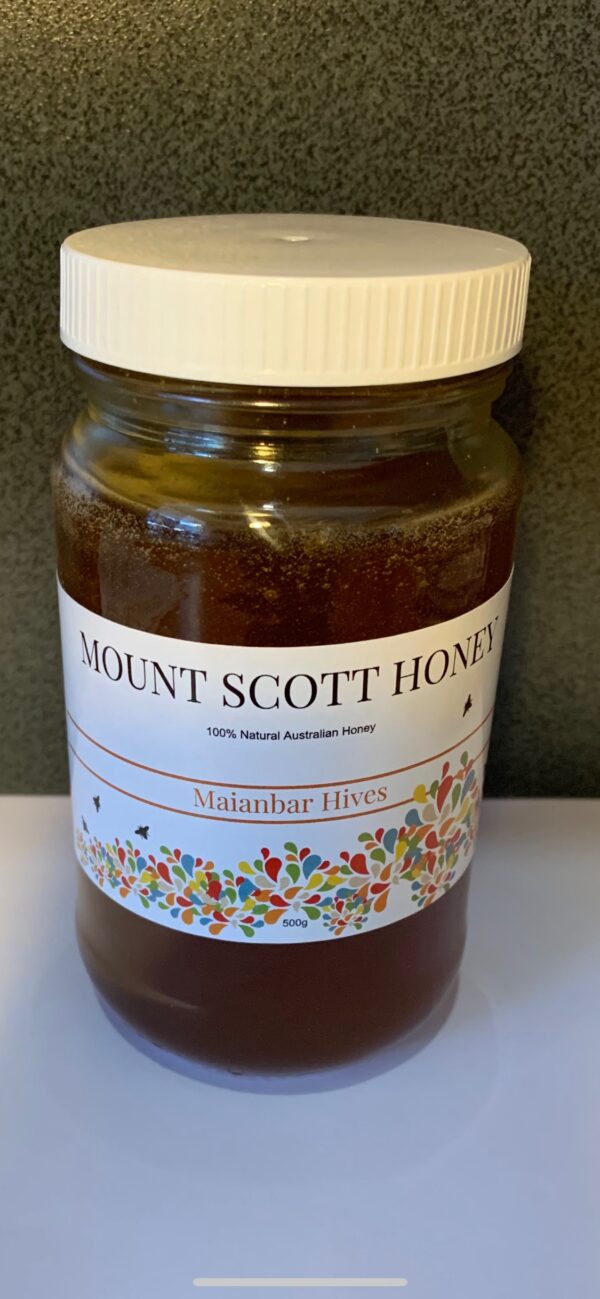 MOUNT SCOTT HONEY
100% Natural Australian Honey
Maianbar Hives
500g